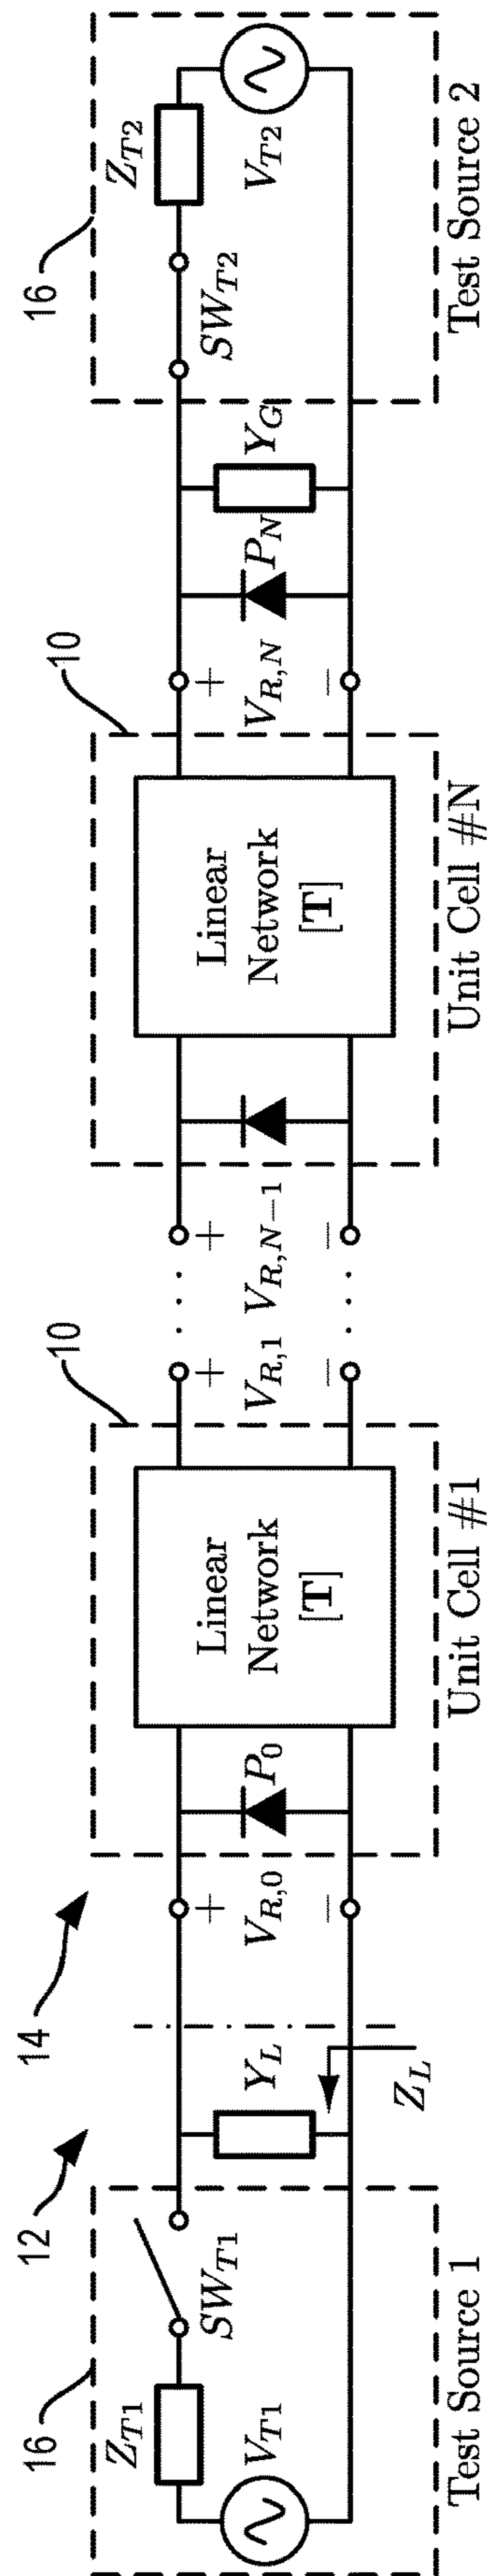 16
12
14
10
10
16
Z_{T1}
V_{T1}
SW_{T1}
Test Source 1
Y_L
Z_L
+
V_{R,0}
−
P_0
Linear
Network
[T]
Unit Cell #1
+
V_{R,1}
−
. . .
. . .
+
V_{R,N−1}
−
Linear
Network
[T]
Unit Cell #N
+
V_{R,N}
−
P_N
Y_G
SW_{T2}
Z_{T2}
V_{T2}
Test Source 2